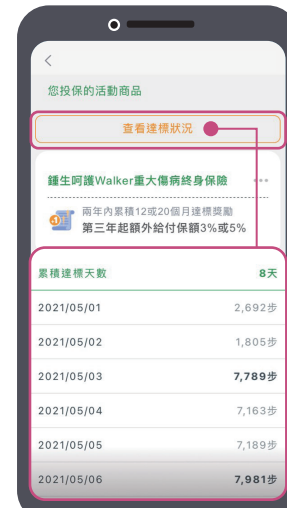 您投保的活動商品
查看達標狀況
鍾生呵護Walker重大傷病終身保險
兩年內累積12或20個月達標獎勵
第三年起額外給付保額3%或5%
累積達標天數 8天
2021/05/01 2,692步
2021/05/02 1,805步
2021/05/03 7,789步
2021/05/04 7,163步
2021/05/05 7,189步
2021/05/06 7,981步